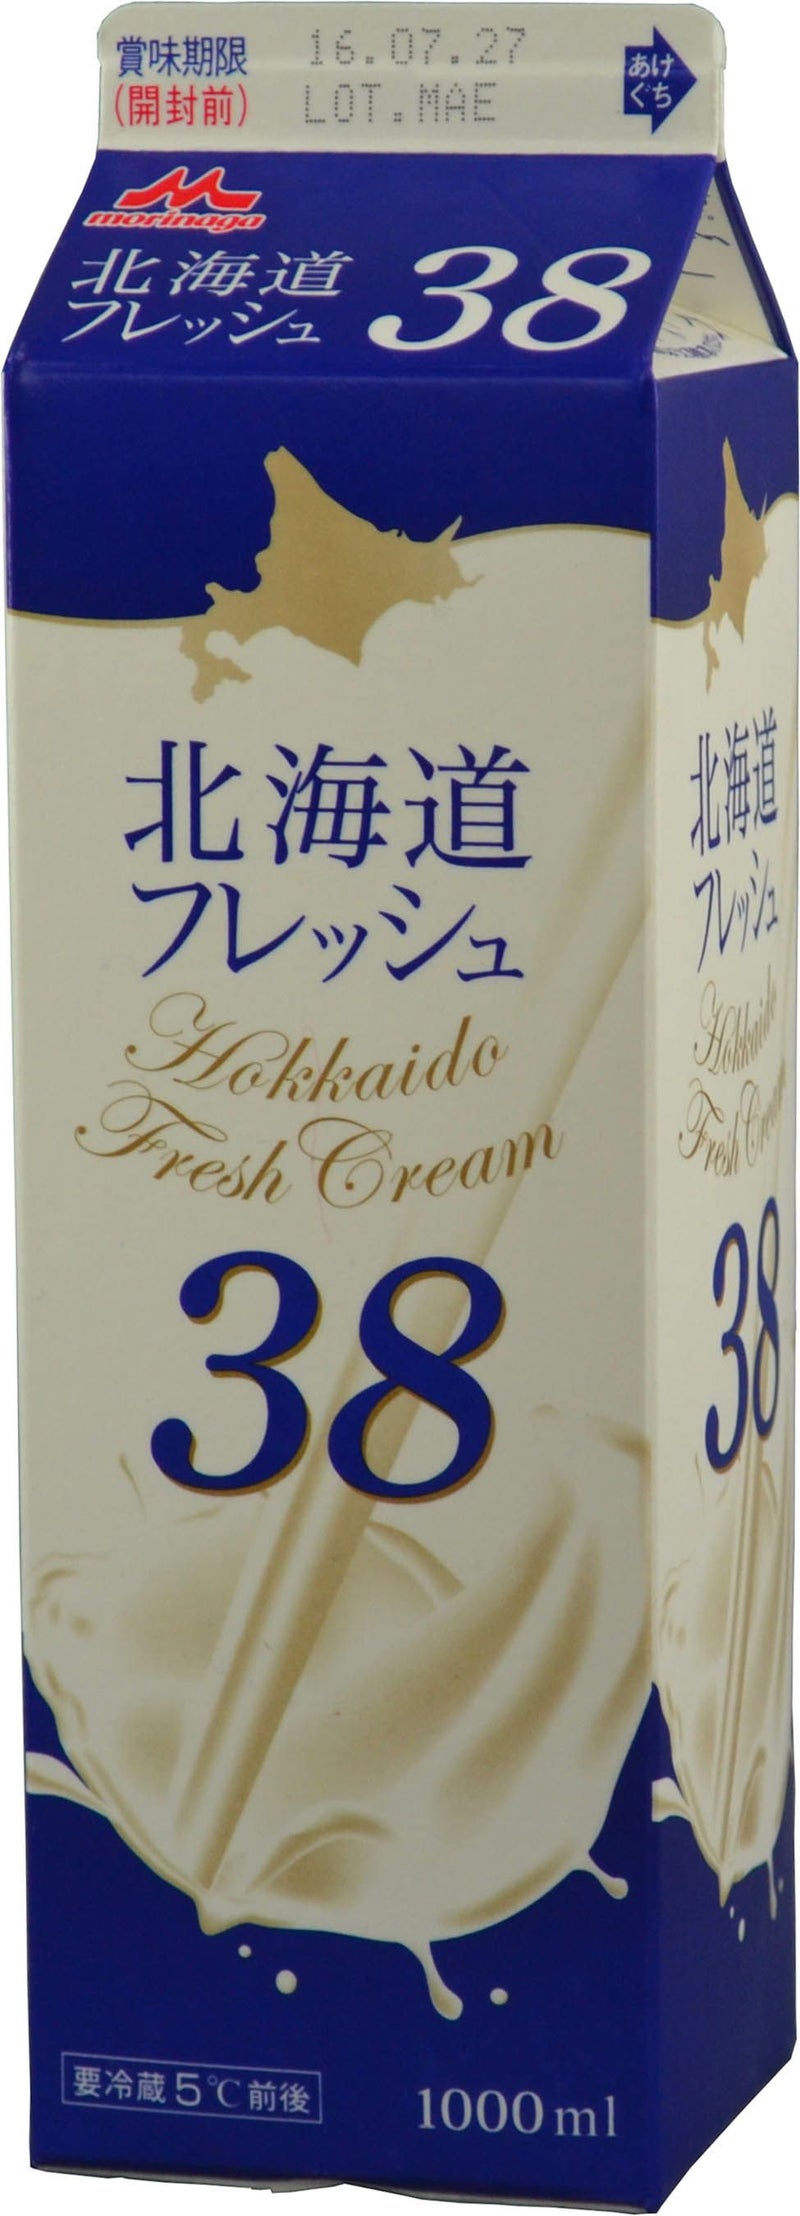 賞味期限
(開封前)
16.07.27
LOT.MAE
あけ
ぐち
morinaga
北海道
フレッシュ
38
北海道
フレッシュ
Hokkaido
Fresh Cream
38
要冷蔵5℃前後
1000ml
北海道
フレッシュ
Hokkaido
Fresh Cream
38